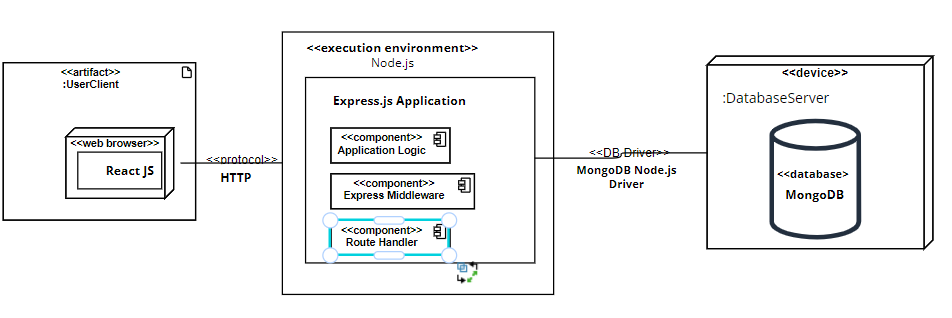 <<artifact>>
:UserClient
<<web browser>>
React JS
<<protocol>>
HTTP
<<execution environment>>
Node.js
Express.js Application
<<component>>
Application Logic
<<component>>
Express Middleware
<<component>>
Route Handler
<<DB Driver>>
MongoDB Node.js
Driver
<<device>>
:DatabaseServer
<<database>
MongoDB